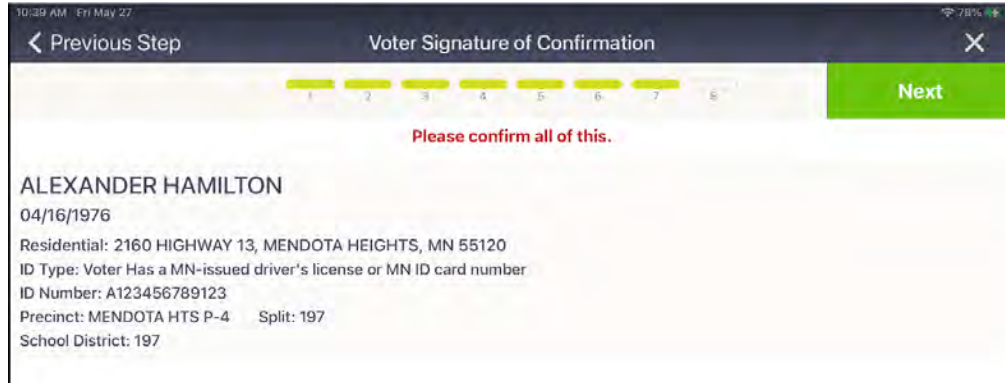 10:39 AM Fri May 27 78%
Previous Step Voter Signature of Confirmation X
1 2 3 4 5 6 7 8 Next
Please confirm all of this.
ALEXANDER HAMILTON
04/16/1976
Residential: 2160 HIGHWAY 13, MENDOTA HEIGHTS, MN 55120
ID Type: Voter Has a MN-issued driver's license or MN ID card number
ID Number: A123456789123
Precinct: MENDOTA HTS P-4 Split: 197
School District: 197